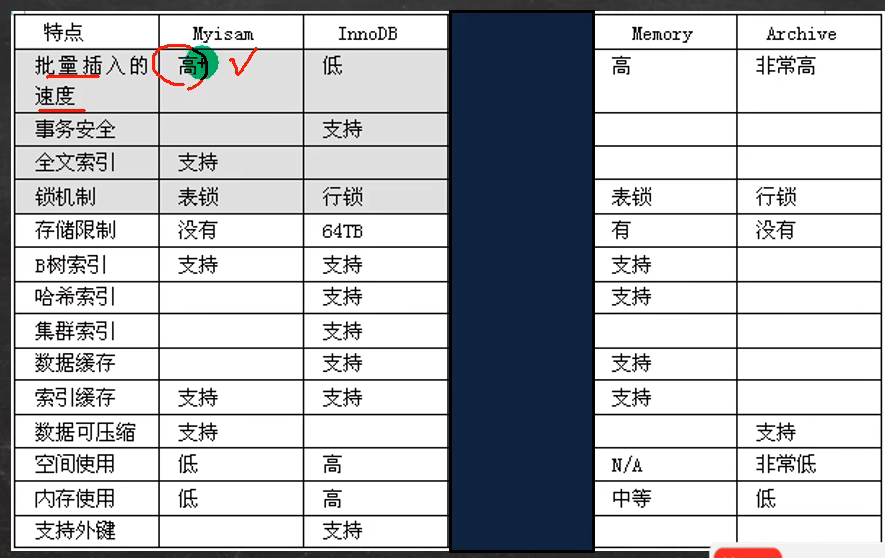 特点 Myisam InnoDB Memory Archive
批量插入的 高 低 高 非常高
速度
事务安全 支持
全文索引 支持
锁机制 表锁 行锁 表锁 行锁
存储限制 没有 64TB 有 没有
B树索引 支持 支持 支持
哈希索引 支持 支持
集群索引 支持
数据缓存 支持 支持
索引缓存 支持 支持 支持
数据可压缩 支持 支持
空间使用 低 高 N/A 非常低
内存使用 低 高 中等 低
支持外键 支持